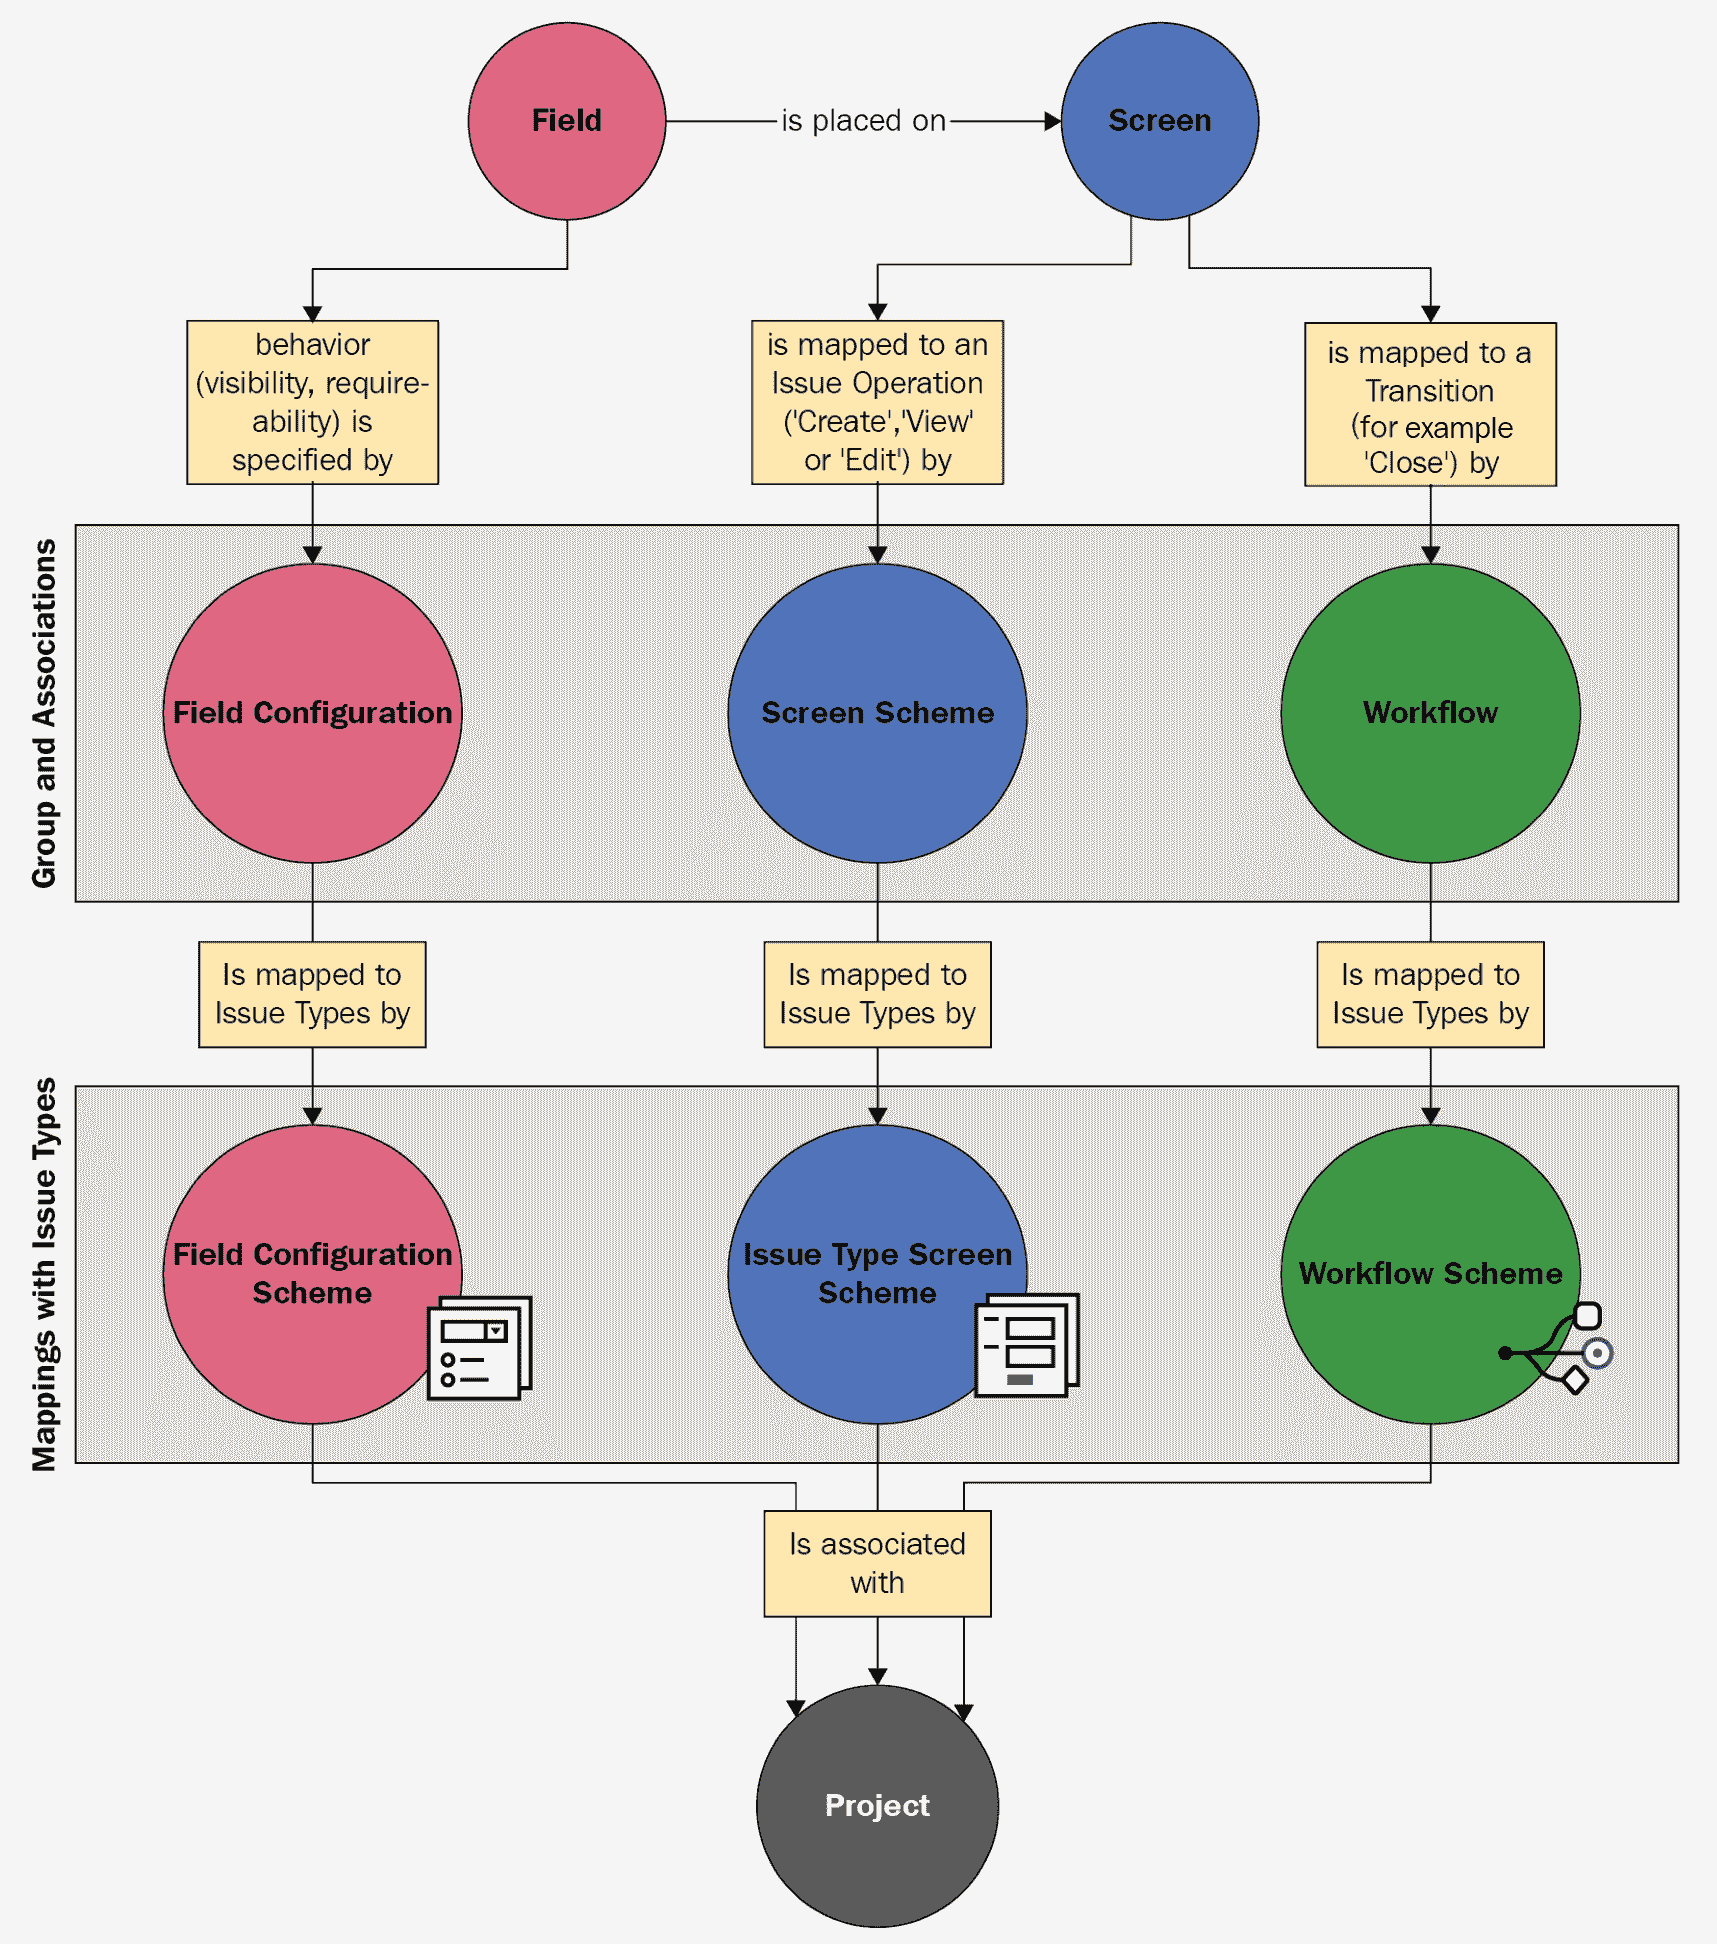 Field
is placed on
Screen
behavior
(visibility, require-
ability) is
specified by
is mapped to an
Issue Operation
('Create','View'
or 'Edit') by
is mapped to a
Transition
(for example
'Close') by
Group and Associations
Field Configuration
Screen Scheme
Workflow
Is mapped to
Issue Types by
Is mapped to
Issue Types by
Is mapped to
Issue Types by
Mappings with Issue Types
Field Configuration
Scheme
Issue Type Screen
Scheme
Workflow Scheme
Is associated
with
Project